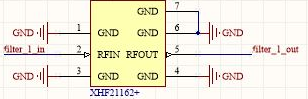 GND 7
GND 1 GND GND 6 GND
filter_1_in 2 RFIN RFOUT 5 filter_1_out
GND 3 GND GND 4 GND
XHF21162+